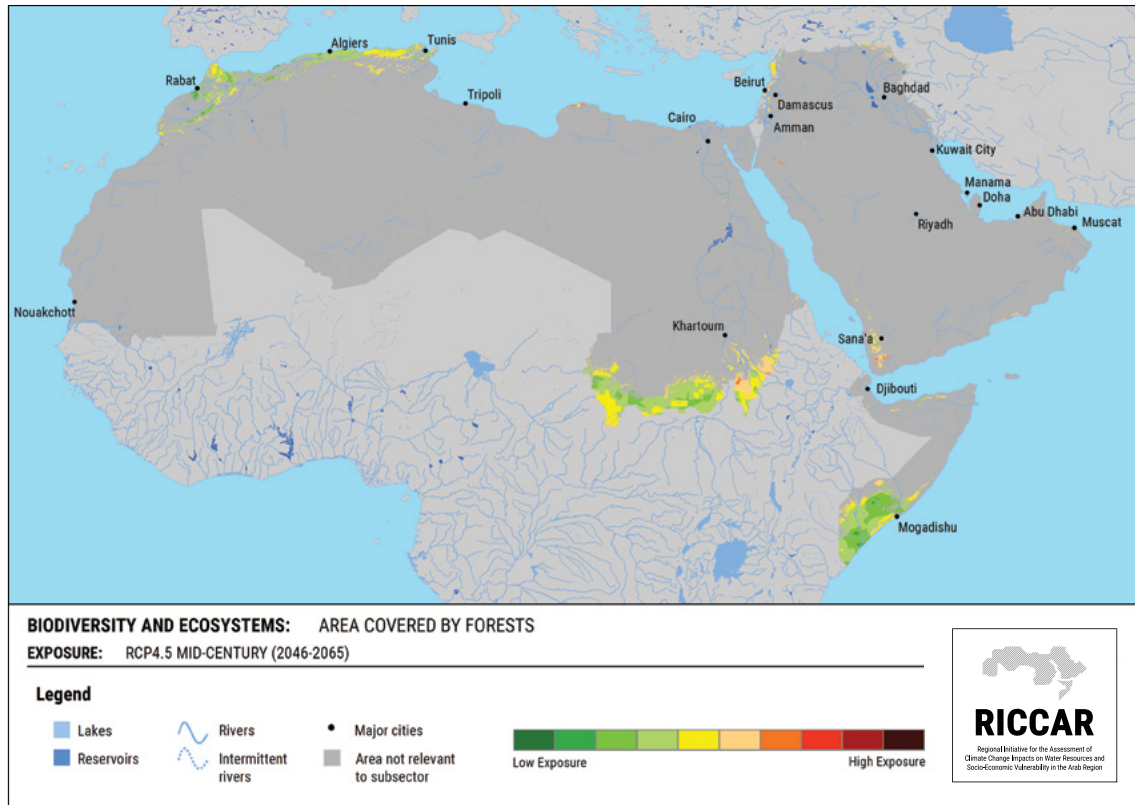 Algiers
Tunis
Rabat
Tripoli
Beirut
Baghdad
Damascus
Cairo
Amman
Kuwait City
Manama
Doha
Abu Dhabi
Riyadh
Muscat
Nouakchott
Khartoum
Sana'a
Djibouti
Mogadishu
BIODIVERSITY AND ECOSYSTEMS: AREA COVERED BY FORESTS
EXPOSURE: RCP4.5 MID-CENTURY (2046-2065)
Legend
Lakes
Reservoirs
Rivers
Intermittent
rivers
Major cities
Area not relevant
to subsector
Low Exposure
High Exposure
RICCAR
Regional Initiative for the Assessment of
Climate Change Impacts on Water Resources and
Socio-Economic Vulnerability in the Arab Region